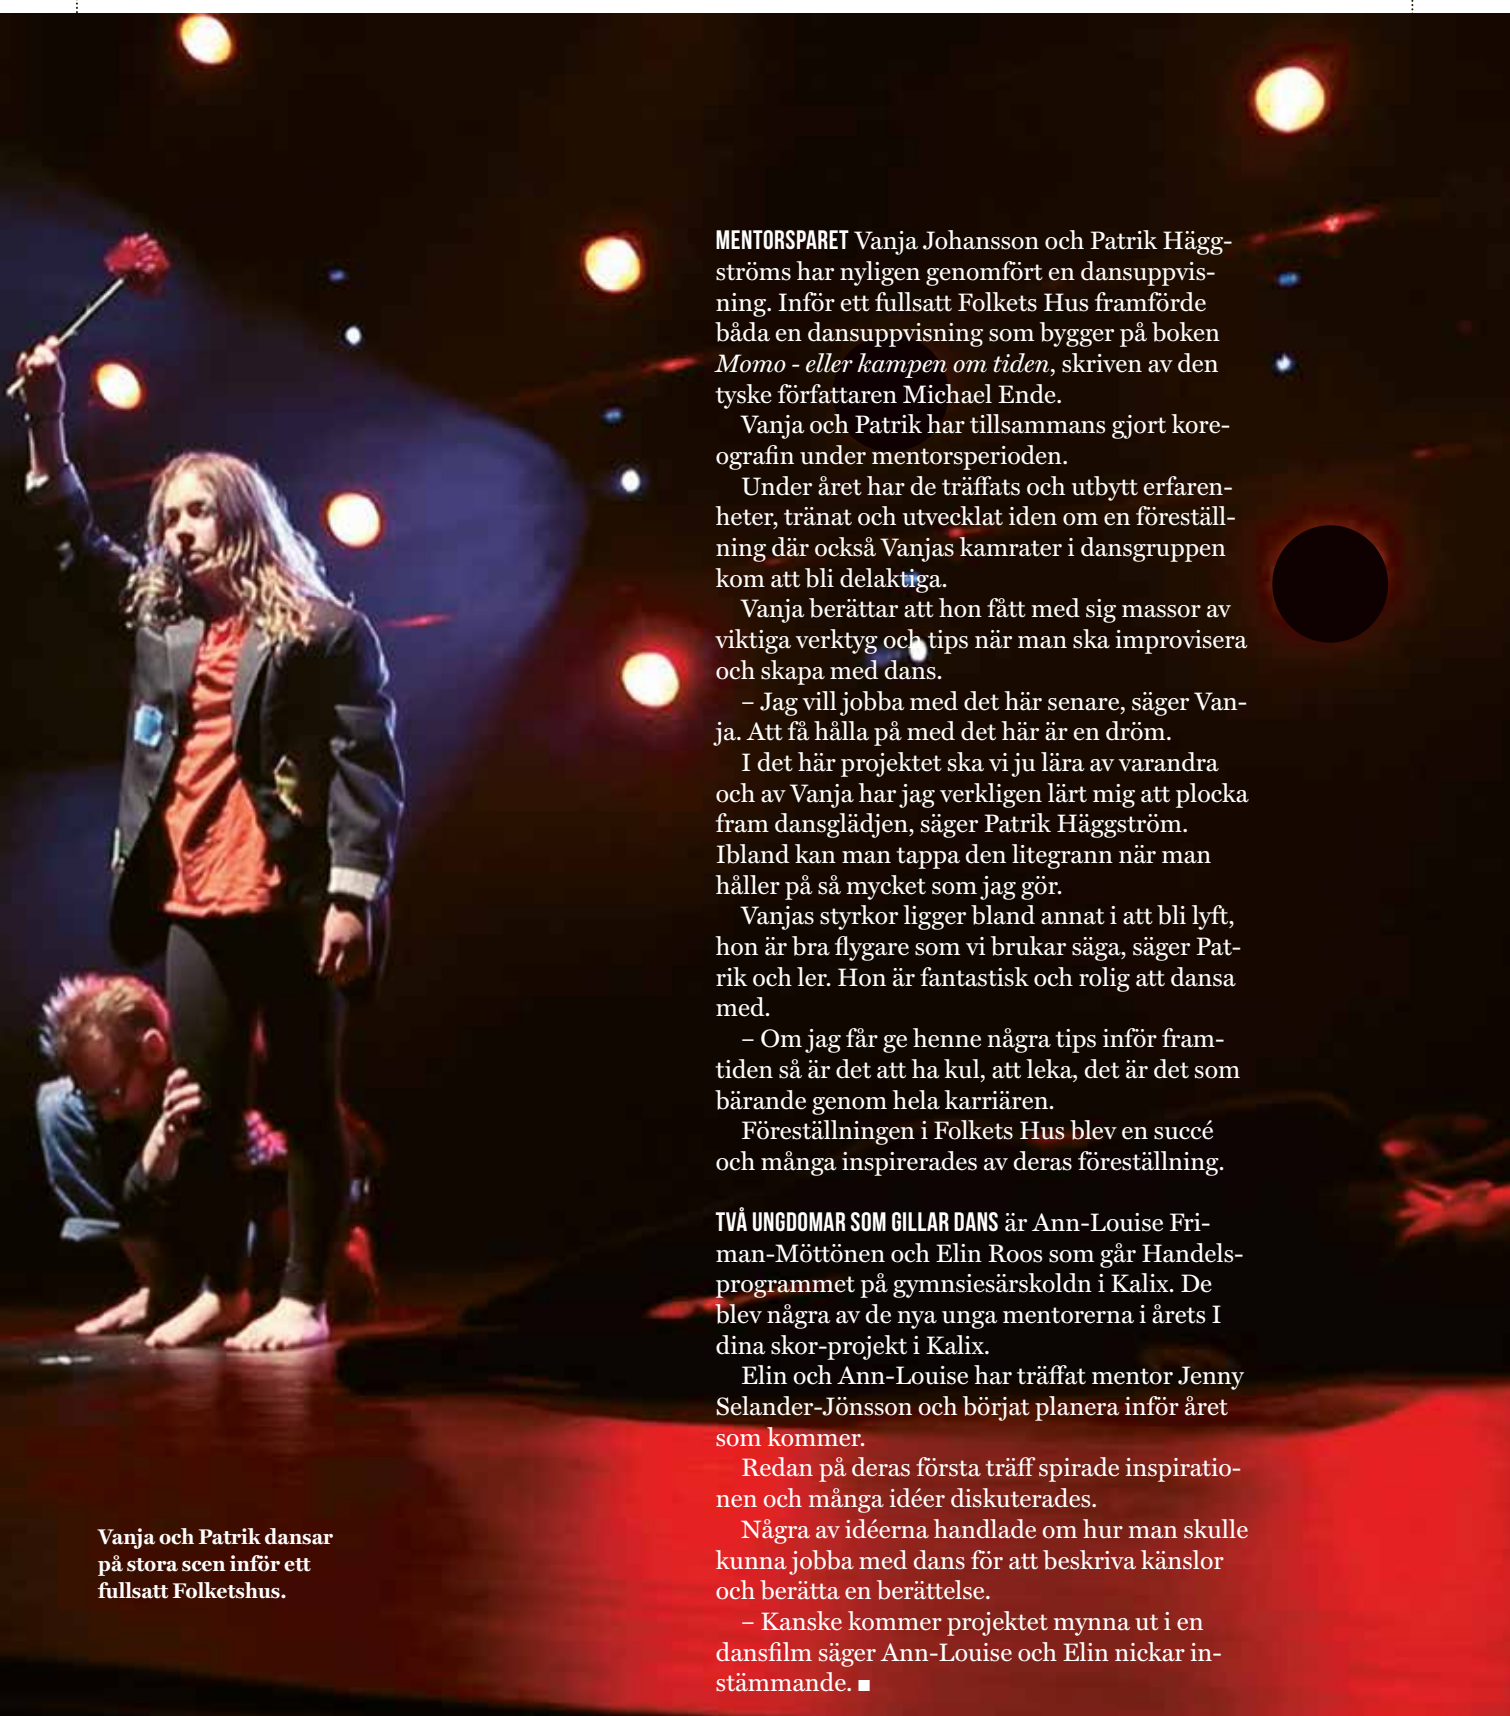 MENTORSPARET Vanja Johansson och Patrik Hägg-
ströms har nyligen genomfört en dansuppvis-
ning. Inför ett fullsatt Folkets Hus framförde
båda en dansuppvisning som bygger på boken
Momo - eller kampen om tiden, skriven av den
tyske författaren Michael Ende.
Vanja och Patrik har tillsammans gjort kore-
ografin under mentorsperioden.
Under året har de träffats och utbytt erfaren-
heter, tränat och utvecklat iden om en föreställ-
ning där också Vanjas kamrater i dansgruppen
kom att bli delaktiga.
Vanja berättar att hon fått med sig massor av
viktiga verktyg och tips när man ska improvisera
och skapa med dans.
– Jag vill jobba med det här senare, säger Van-
ja. Att få hålla på med det här är en dröm.
I det här projektet ska vi ju lära av varandra
och av Vanja har jag verkligen lärt mig att plocka
fram dansglädjen, säger Patrik Häggström.
Ibland kan man tappa den litegrann när man
håller på så mycket som jag gör.
Vanjas styrkor ligger bland annat i att bli lyft,
hon är bra flygare som vi brukar säga, säger Pat-
rik och ler. Hon är fantastisk och rolig att dansa
med.
– Om jag får ge henne några tips inför fram-
tiden så är det att ha kul, att leka, det är det som
bärande genom hela karriären.
Föreställningen i Folkets Hus blev en succé
och många inspirerades av deras föreställning.
TVÅ UNGDOMAR SOM GILLAR DANS är Ann-Louise Fri-
man-Möttönen och Elin Roos som går Handels-
programmet på gymnsiesärskoldn i Kalix. De
blev några av de nya unga mentorerna i årets I
dina skor-projekt i Kalix.
Elin och Ann-Louise har träffat mentor Jenny
Selander-Jönsson och börjat planera inför året
som kommer.
Redan på deras första träff spirade inspiratio-
nen och många idéer diskuterades.
Några av idéerna handlade om hur man skulle
kunna jobba med dans för att beskriva känslor
och berätta en berättelse.
– Kanske kommer projektet mynna ut i en
dansfilm säger Ann-Louise och Elin nickar in-
stämmande. ■
Vanja och Patrik dansar
på stora scen inför ett
fullsatt Folketshus.